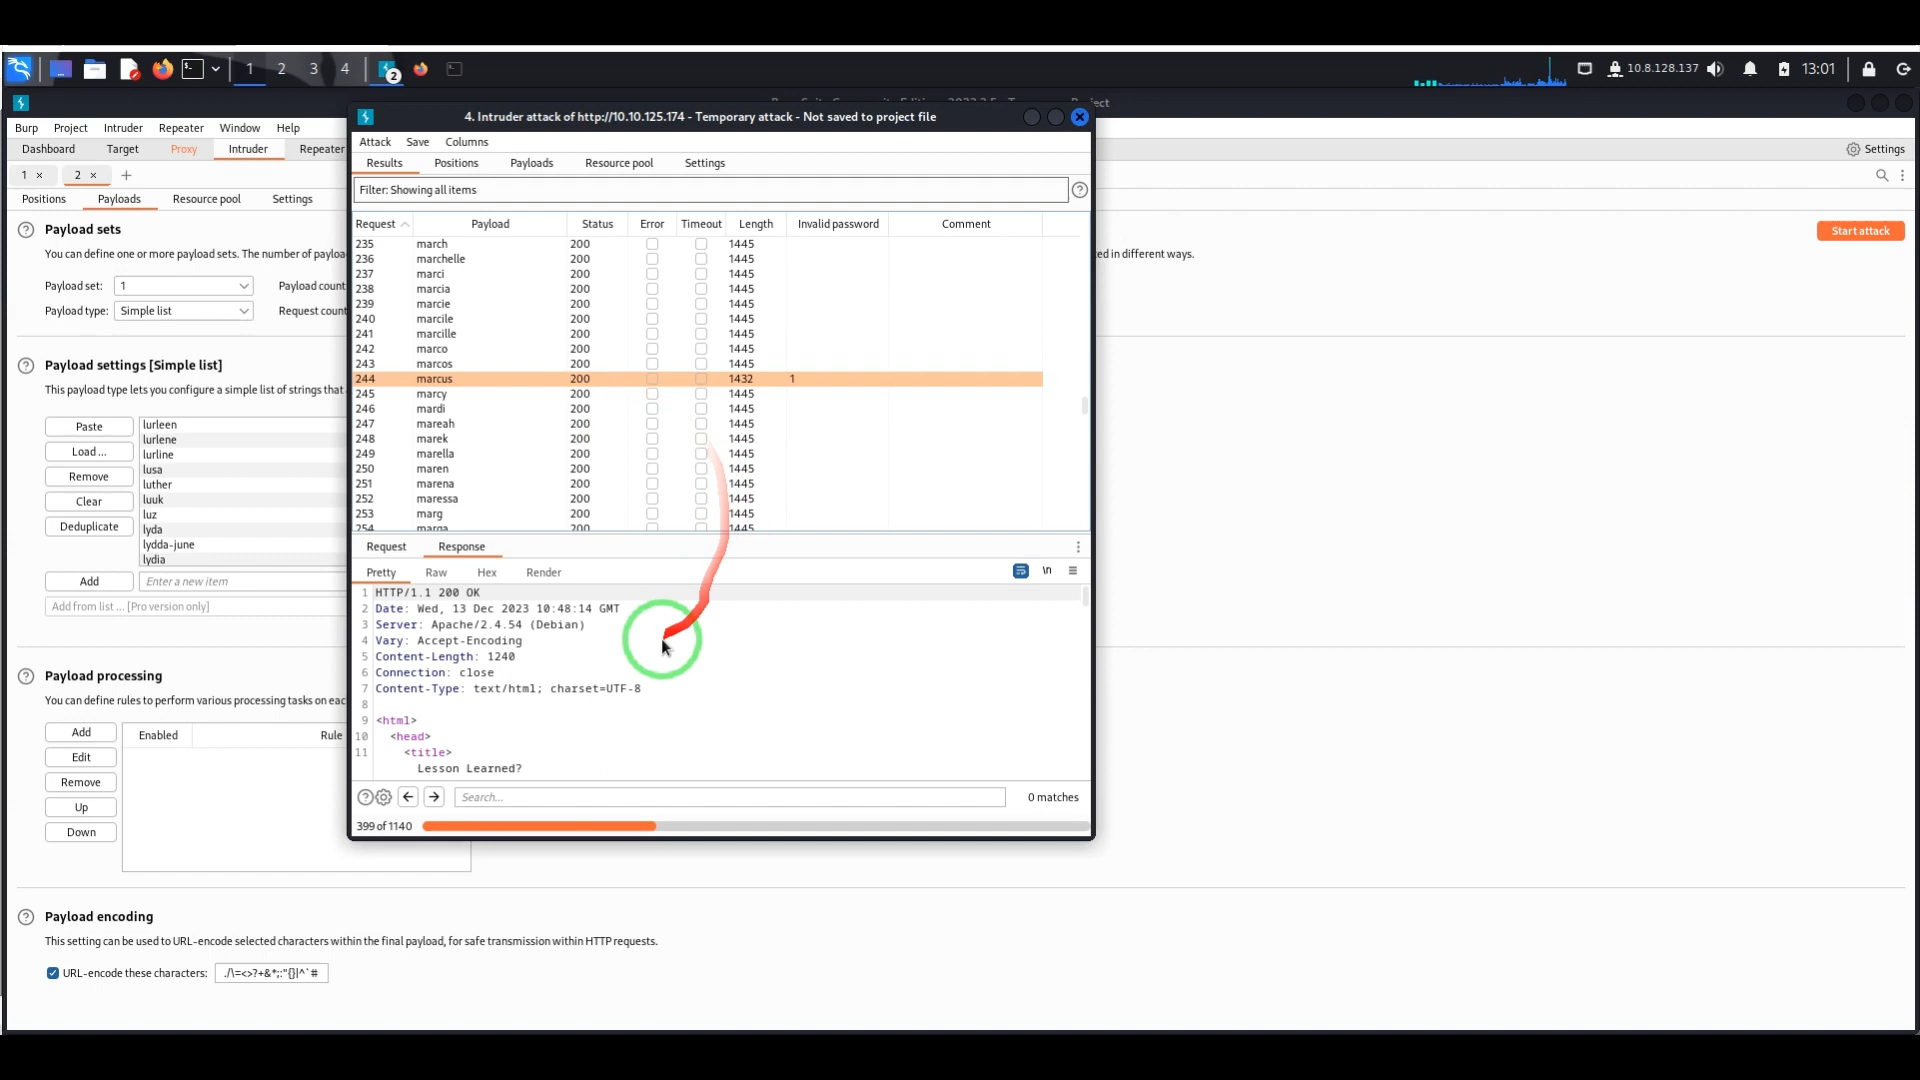 1 2 3 4
2
10.8.128.137
13:01
4. Intruder attack of http://10.10.125.174 - Temporary attack - Not saved to project file
Burp Project Intruder Repeater Window Help
Dashboard Target Proxy Intruder Repeater
Settings
1 × 2 × +
Positions Payloads Resource pool Settings
Payload sets
Start attack
You can define one or more payload sets. The number of payloa
ed in different ways.
Payload set: 1 Payload count
Payload type: Simple list Request count
Payload settings [Simple list]
This payload type lets you configure a simple list of strings that
Paste
Load ...
Remove
Clear
Deduplicate
lurleen
lurlene
lurline
lusa
luther
luuk
luz
lyda
lydda-june
lydia
Add Enter a new item
Add from list ... [Pro version only]
Payload processing
You can define rules to perform various processing tasks on eac
Add
Edit
Remove
Up
Down
Enabled Rule
Payload encoding
This setting can be used to URL-encode selected characters within the final payload, for safe transmission within HTTP requests.
URL-encode these characters: ./\=<>?+&*;:"{}|^`#
Attack Save Columns
Results Positions Payloads Resource pool Settings
Filter: Showing all items
Request Payload Status Error Timeout Length Invalid password Comment
235 march 200 1445
236 marchelle 200 1445
237 marci 200 1445
238 marcia 200 1445
239 marcie 200 1445
240 marcile 200 1445
241 marcille 200 1445
242 marco 200 1445
243 marcos 200 1445
244 marcus 200 1432 1
245 marcy 200 1445
246 mardi 200 1445
247 mareah 200 1445
248 marek 200 1445
249 marella 200 1445
250 maren 200 1445
251 marena 200 1445
252 maressa 200 1445
253 marg 200 1445
254 marga 200 1445
Request Response
Pretty Raw Hex Render
\n
1 HTTP/1.1 200 OK
2 Date: Wed, 13 Dec 2023 10:48:14 GMT
3 Server: Apache/2.4.54 (Debian)
4 Vary: Accept-Encoding
5 Content-Length: 1240
6 Connection: close
7 Content-Type: text/html; charset=UTF-8
8
9 <html>
10 <head>
11 <title>
Lesson Learned?
Search...
0 matches
399 of 1140